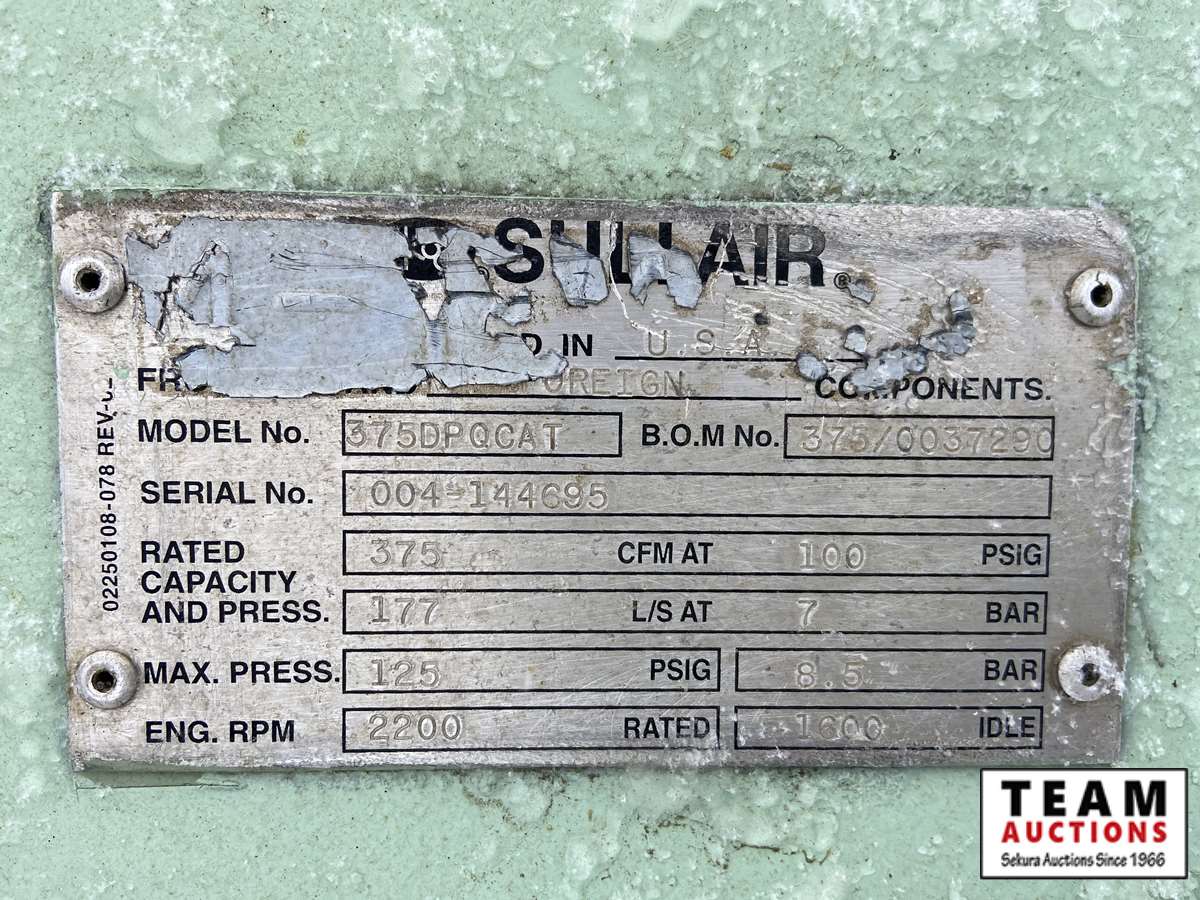 SULLAIR®
D IN U.S.A
FOREIGN COMPONENTS.
MODEL No. 375DPQCAT B.O.M No. 375/0037290
SERIAL No. 004-144695
RATED CAPACITY AND PRESS.
375 CFM AT 100 PSIG
177 L/S AT 7 BAR
MAX. PRESS. 125 PSIG 8.5 BAR
ENG. RPM 2200 RATED 1600 IDLE
02250108-078 REV-0
TEAM
AUCTIONS
Sekura Auctions Since 1966